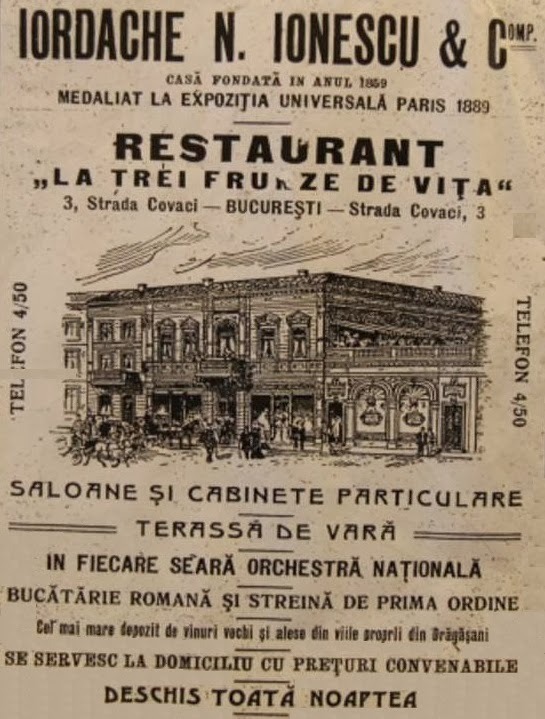 IORDACHE N. IONESCU & COMP.
CASĂ FONDATĂ IN ANUL 1859
MEDALIAT LA EXPOZIŢIA UNIVERSALĂ PARIS 1889
RESTAURANT
„LA TREI FRUNZE DE VIŢA“
3, Strada Covaci — BUCUREŞTI — Strada Covaci, 3
TELEFON 4/50
TELEFON 4/50
SALOANE ŞI CABINETE PARTICULARE
TERASSĂ DE VARĂ
IN FIECARE SEARĂ ORCHESTRĂ NAŢIONALĂ
BUCĂTĂRIE ROMANĂ ŞI STREINĂ DE PRIMA ORDINE
Cel mai mare depozit de vinuri vechi şi alese din viile proprii din Drăgăşani
SE SERVESC LA DOMICILIU CU PREŢURI CONVENABILE
DESCHIS TOATĂ NOAPTEA